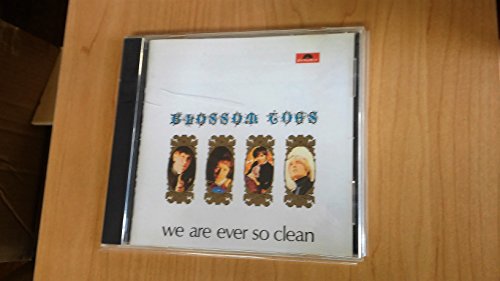 BLOSSOM TOES
we are ever so clean